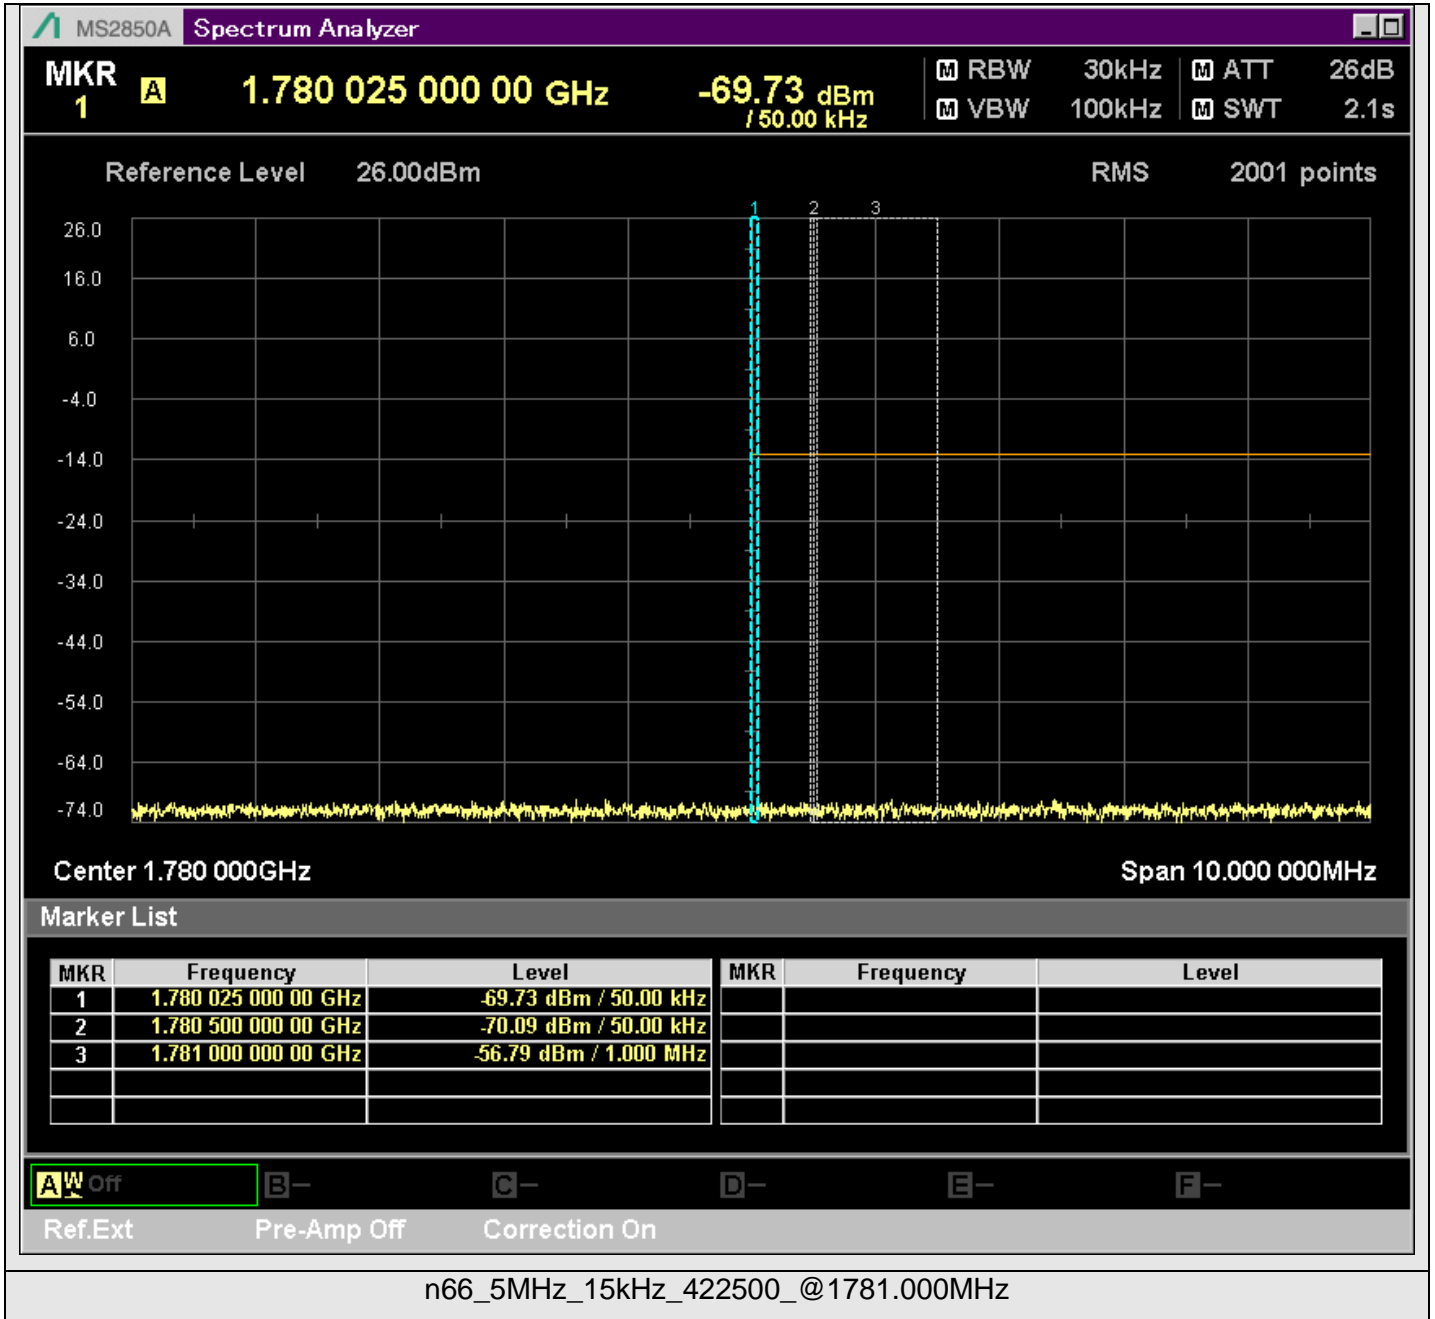 MS2850A Spectrum Analyzer
MKR 1 A 1.780 025 000 00 GHz -69.73 dBm / 50.00 kHz
M RBW 30kHz M ATT 26dB
M VBW 100kHz M SWT 2.1s
Reference Level 26.00dBm RMS 2001 points
1 2 3
26.0
16.0
6.0
-4.0
-14.0
-24.0
-34.0
-44.0
-54.0
-64.0
-74.0
Center 1.780 000GHz Span 10.000 000MHz
Marker List
MKR Frequency Level MKR Frequency Level
1 1.780 025 000 00 GHz -69.73 dBm / 50.00 kHz
2 1.780 500 000 00 GHz -70.09 dBm / 50.00 kHz
3 1.781 000 000 00 GHz -56.79 dBm / 1.000 MHz
A W Off B — C — D — E — F —
Ref.Ext Pre-Amp Off Correction On
n66_5MHz_15kHz_422500_@1781.000MHz